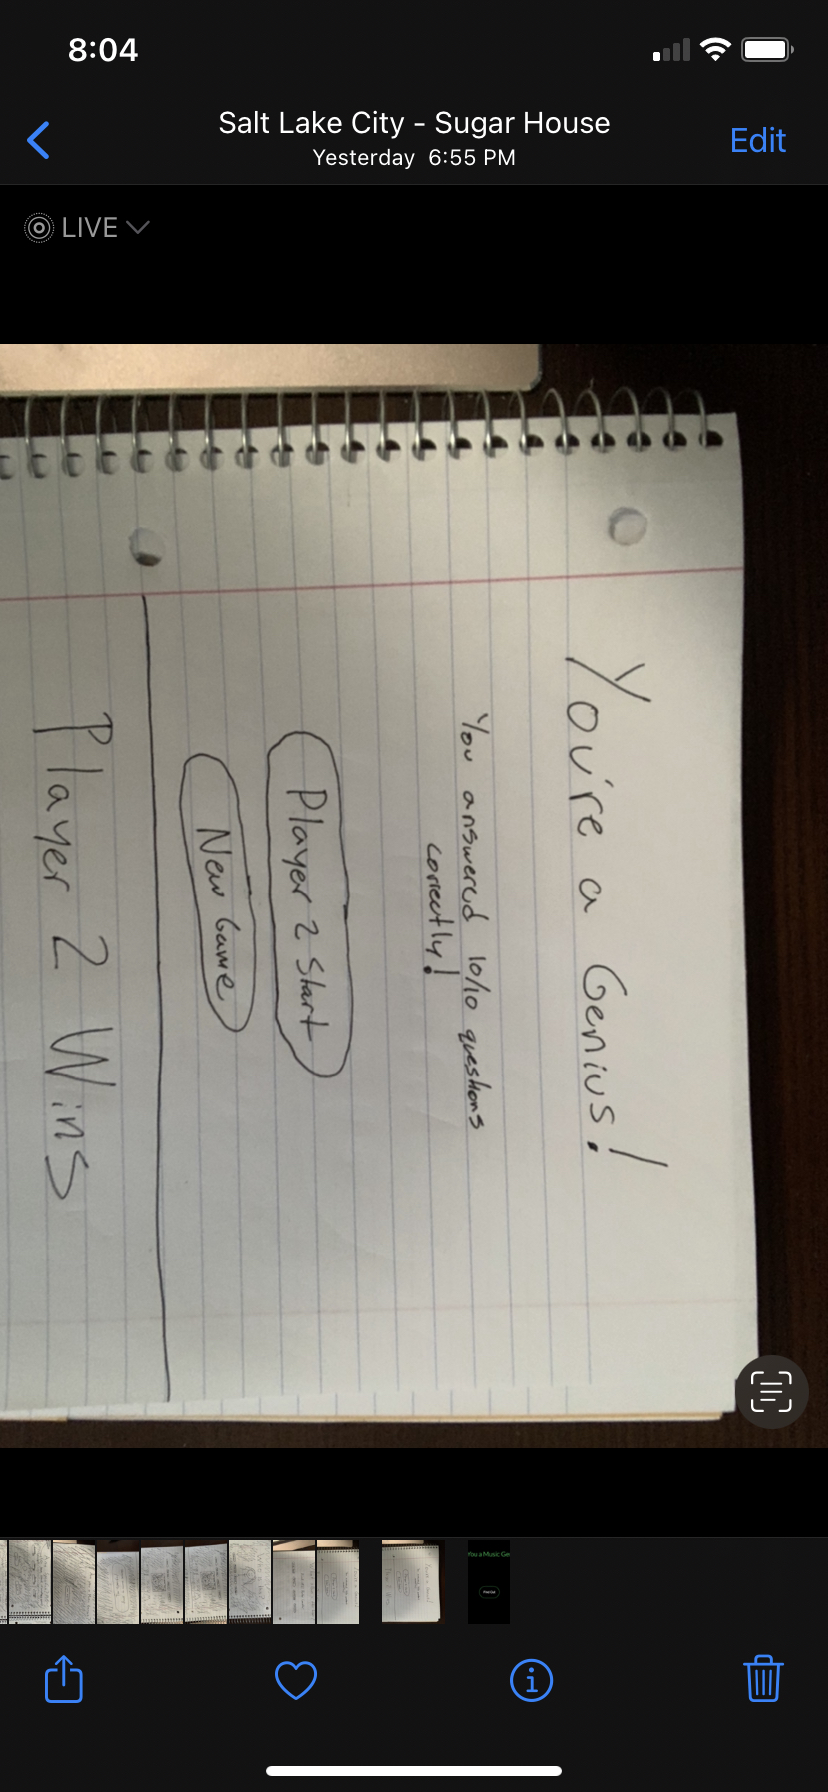 8:04
Salt Lake City - Sugar House
Yesterday 6:55 PM
Edit
LIVE
You're a Genius!
You answered 10/10 questions
correctly!
Player 2 Start
New Game
Player 2 Wins